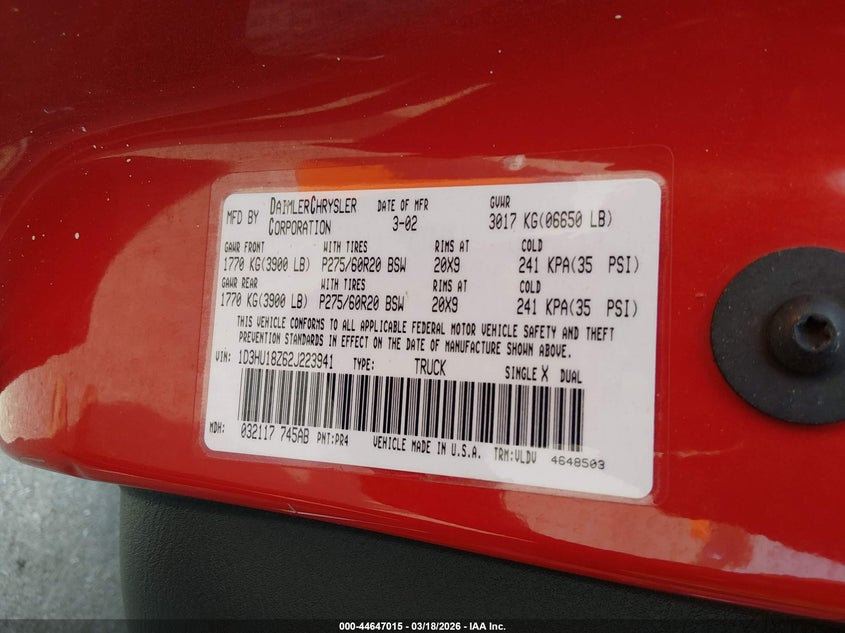 MFD BY DAIMLERCHRYSLER CORPORATION DATE OF MFR 3-02 GVWR 3017 KG(06650 LB)
GAWR FRONT WITH TIRES RIMS AT COLD
1770 KG(3900 LB) P275/60R20 BSW 20X9 241 KPA(35 PSI)
GAWR REAR WITH TIRES RIMS AT COLD
1770 KG(3900 LB) P275/60R20 BSW 20X9 241 KPA(35 PSI)
THIS VEHICLE CONFORMS TO ALL APPLICABLE FEDERAL MOTOR VEHICLE SAFETY AND THEFT
PREVENTION STANDARDS IN EFFECT ON THE DATE OF MANUFACTURE SHOWN ABOVE.
VIN: 1D3HU18Z62J223941 TYPE: TRUCK SINGLE X DUAL
MDH: 032117 745AB PNT:PR4 VEHICLE MADE IN U.S.A. TRM:VLDV 4648503
000-44647015 — 03/18/2026 — IAA Inc.